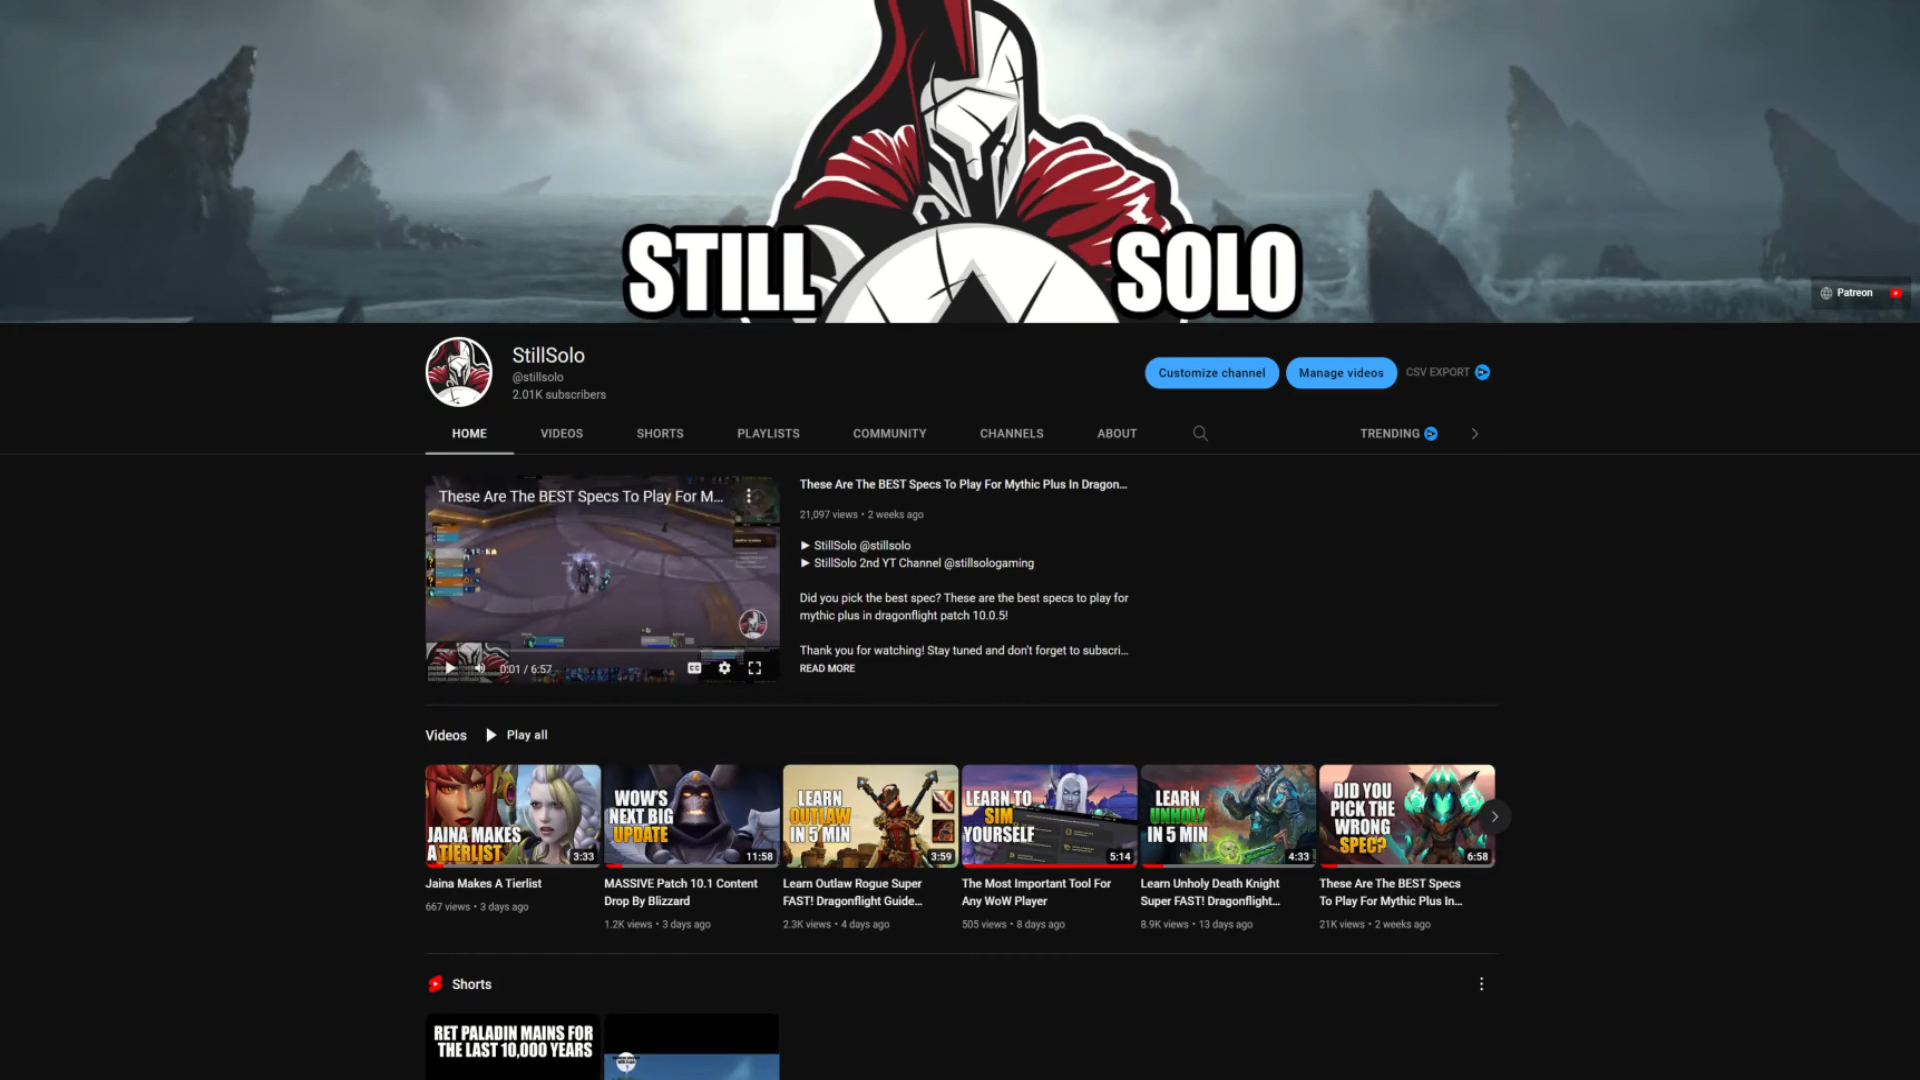 STILL SOLO
Patreon
StillSolo
@stillsolo
2.01K subscribers
Customize channel
Manage videos
CSV EXPORT
HOME
VIDEOS
SHORTS
PLAYLISTS
COMMUNITY
CHANNELS
ABOUT
TRENDING
These Are The BEST Specs To Play For M...
0:01 / 6:57
CC
These Are The BEST Specs To Play For Mythic Plus In Dragon...
21,097 views • 2 weeks ago
▶ StillSolo @stillsolo
▶ StillSolo 2nd YT Channel @stillsologaming
Did you pick the best spec? These are the best specs to play for
mythic plus in dragonflight patch 10.0.5!
Thank you for watching! Stay tuned and don't forget to subscri...
READ MORE
Videos
Play all
JAINA MAKES
A TIERLIST
3:33
Jaina Makes A Tierlist
667 views • 3 days ago
WOW'S
NEXT BIG
UPDATE
11:58
MASSIVE Patch 10.1 Content
Drop By Blizzard
1.2K views • 3 days ago
LEARN
OUTLAW
IN 5 MIN
3:59
Learn Outlaw Rogue Super
FAST! Dragonflight Guide...
2.3K views • 4 days ago
LEARN TO
SIM
YOURSELF
5:14
The Most Important Tool For
Any WoW Player
505 views • 8 days ago
LEARN
UNHOLY
IN 5 MIN
4:33
Learn Unholy Death Knight
Super FAST! Dragonflight...
8.9K views • 13 days ago
DID YOU
PICK THE
WRONG
SPEC?
6:58
These Are The BEST Specs
To Play For Mythic Plus In...
21K views • 2 weeks ago
Shorts
RET PALADIN MAINS FOR
THE LAST 10,000 YEARS